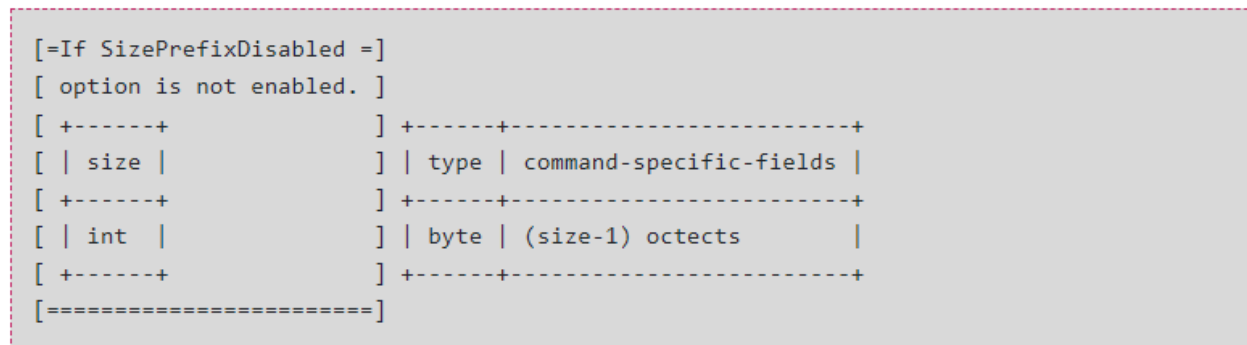 [=If SizePrefixDisabled =]
[ option is not enabled. ]
[ +------+               ] +------+-------------------------+
[ | size |               ] | type | command-specific-fields |
[ +------+               ] +------+-------------------------+
[ | int  |               ] | byte | (size-1) octects        |
[ +------+               ] +------+-------------------------+
[========================]